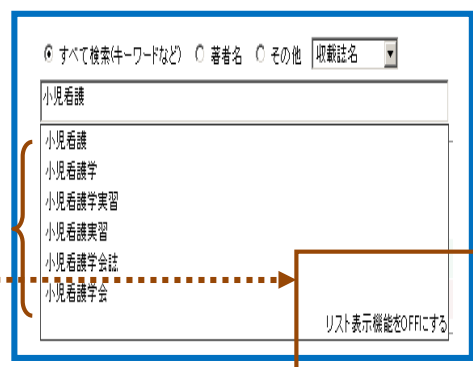 すべて検索(キーワードなど) 著者名 その他 収載誌名
小児看護
小児看護
小児看護学
小児看護学実習
小児看護実習
小児看護学会誌
小児看護学会
リスト表示機能をOFFにする